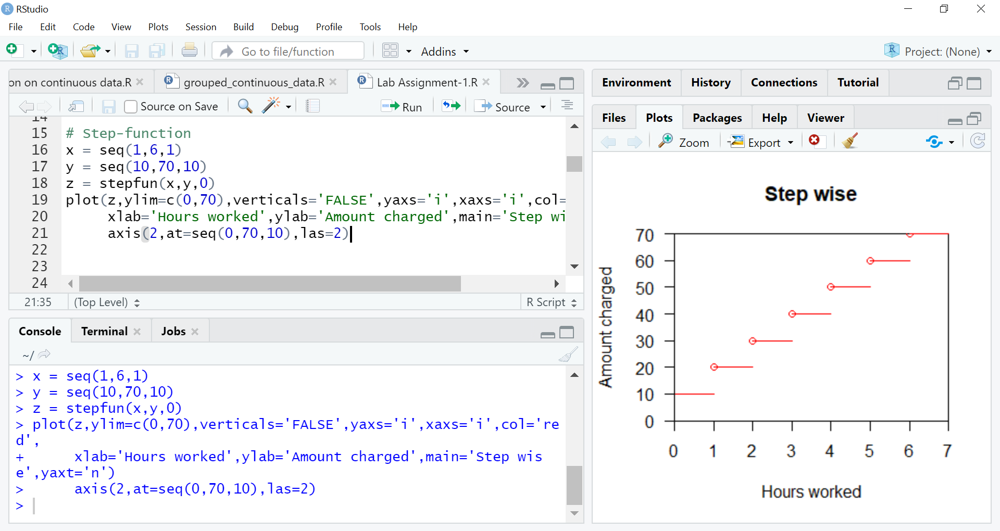 RStudio
File Edit Code View Plots Session Build Debug Profile Tools Help
Go to file/function Addins Project: (None)
on on continuous data.R grouped_continuous_data.R Lab Assignment-1.R
Source on Save Run Source
14
15 # Step-function
16 x = seq(1,6,1)
17 y = seq(10,70,10)
18 z = stepfun(x,y,0)
19 plot(z,ylim=c(0,70),verticals='FALSE',yaxs='i',xaxs='i',col=
20 xlab='Hours worked',ylab='Amount charged',main='Step wi
21 axis(2,at=seq(0,70,10),las=2)
22
23
24
21:35 (Top Level) R Script
Console Terminal Jobs
~/
> x = seq(1,6,1)
> y = seq(10,70,10)
> z = stepfun(x,y,0)
> plot(z,ylim=c(0,70),verticals='FALSE',yaxs='i',xaxs='i',col='re
d',
+ xlab='Hours worked',ylab='Amount charged',main='Step wis
e',yaxt='n')
> axis(2,at=seq(0,70,10),las=2)
>
Environment History Connections Tutorial
Files Plots Packages Help Viewer
Zoom Export
Step wise
Amount charged
70
60
50
40
30
20
10
0
0 1 2 3 4 5 6 7
Hours worked